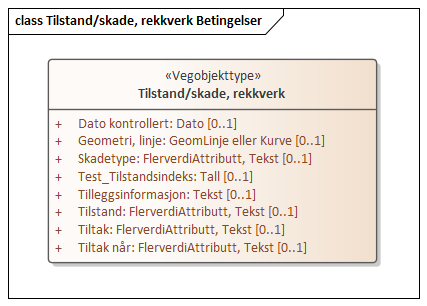 class Tilstand/skade, rekkverk Betingelser
«Vegobjekttype»
Tilstand/skade, rekkverk
+ Dato kontrollert: Dato [0..1]
+ Geometri, linje: GeomLinje eller Kurve [0..1]
+ Skadetype: FlerverdiAttributt, Tekst [0..1]
+ Test_Tilstandsindeks: Tall [0..1]
+ Tilleggsinformasjon: Tekst [0..1]
+ Tilstand: FlerverdiAttributt, Tekst [0..1]
+ Tiltak: FlerverdiAttributt, Tekst [0..1]
+ Tiltak når: FlerverdiAttributt, Tekst [0..1]